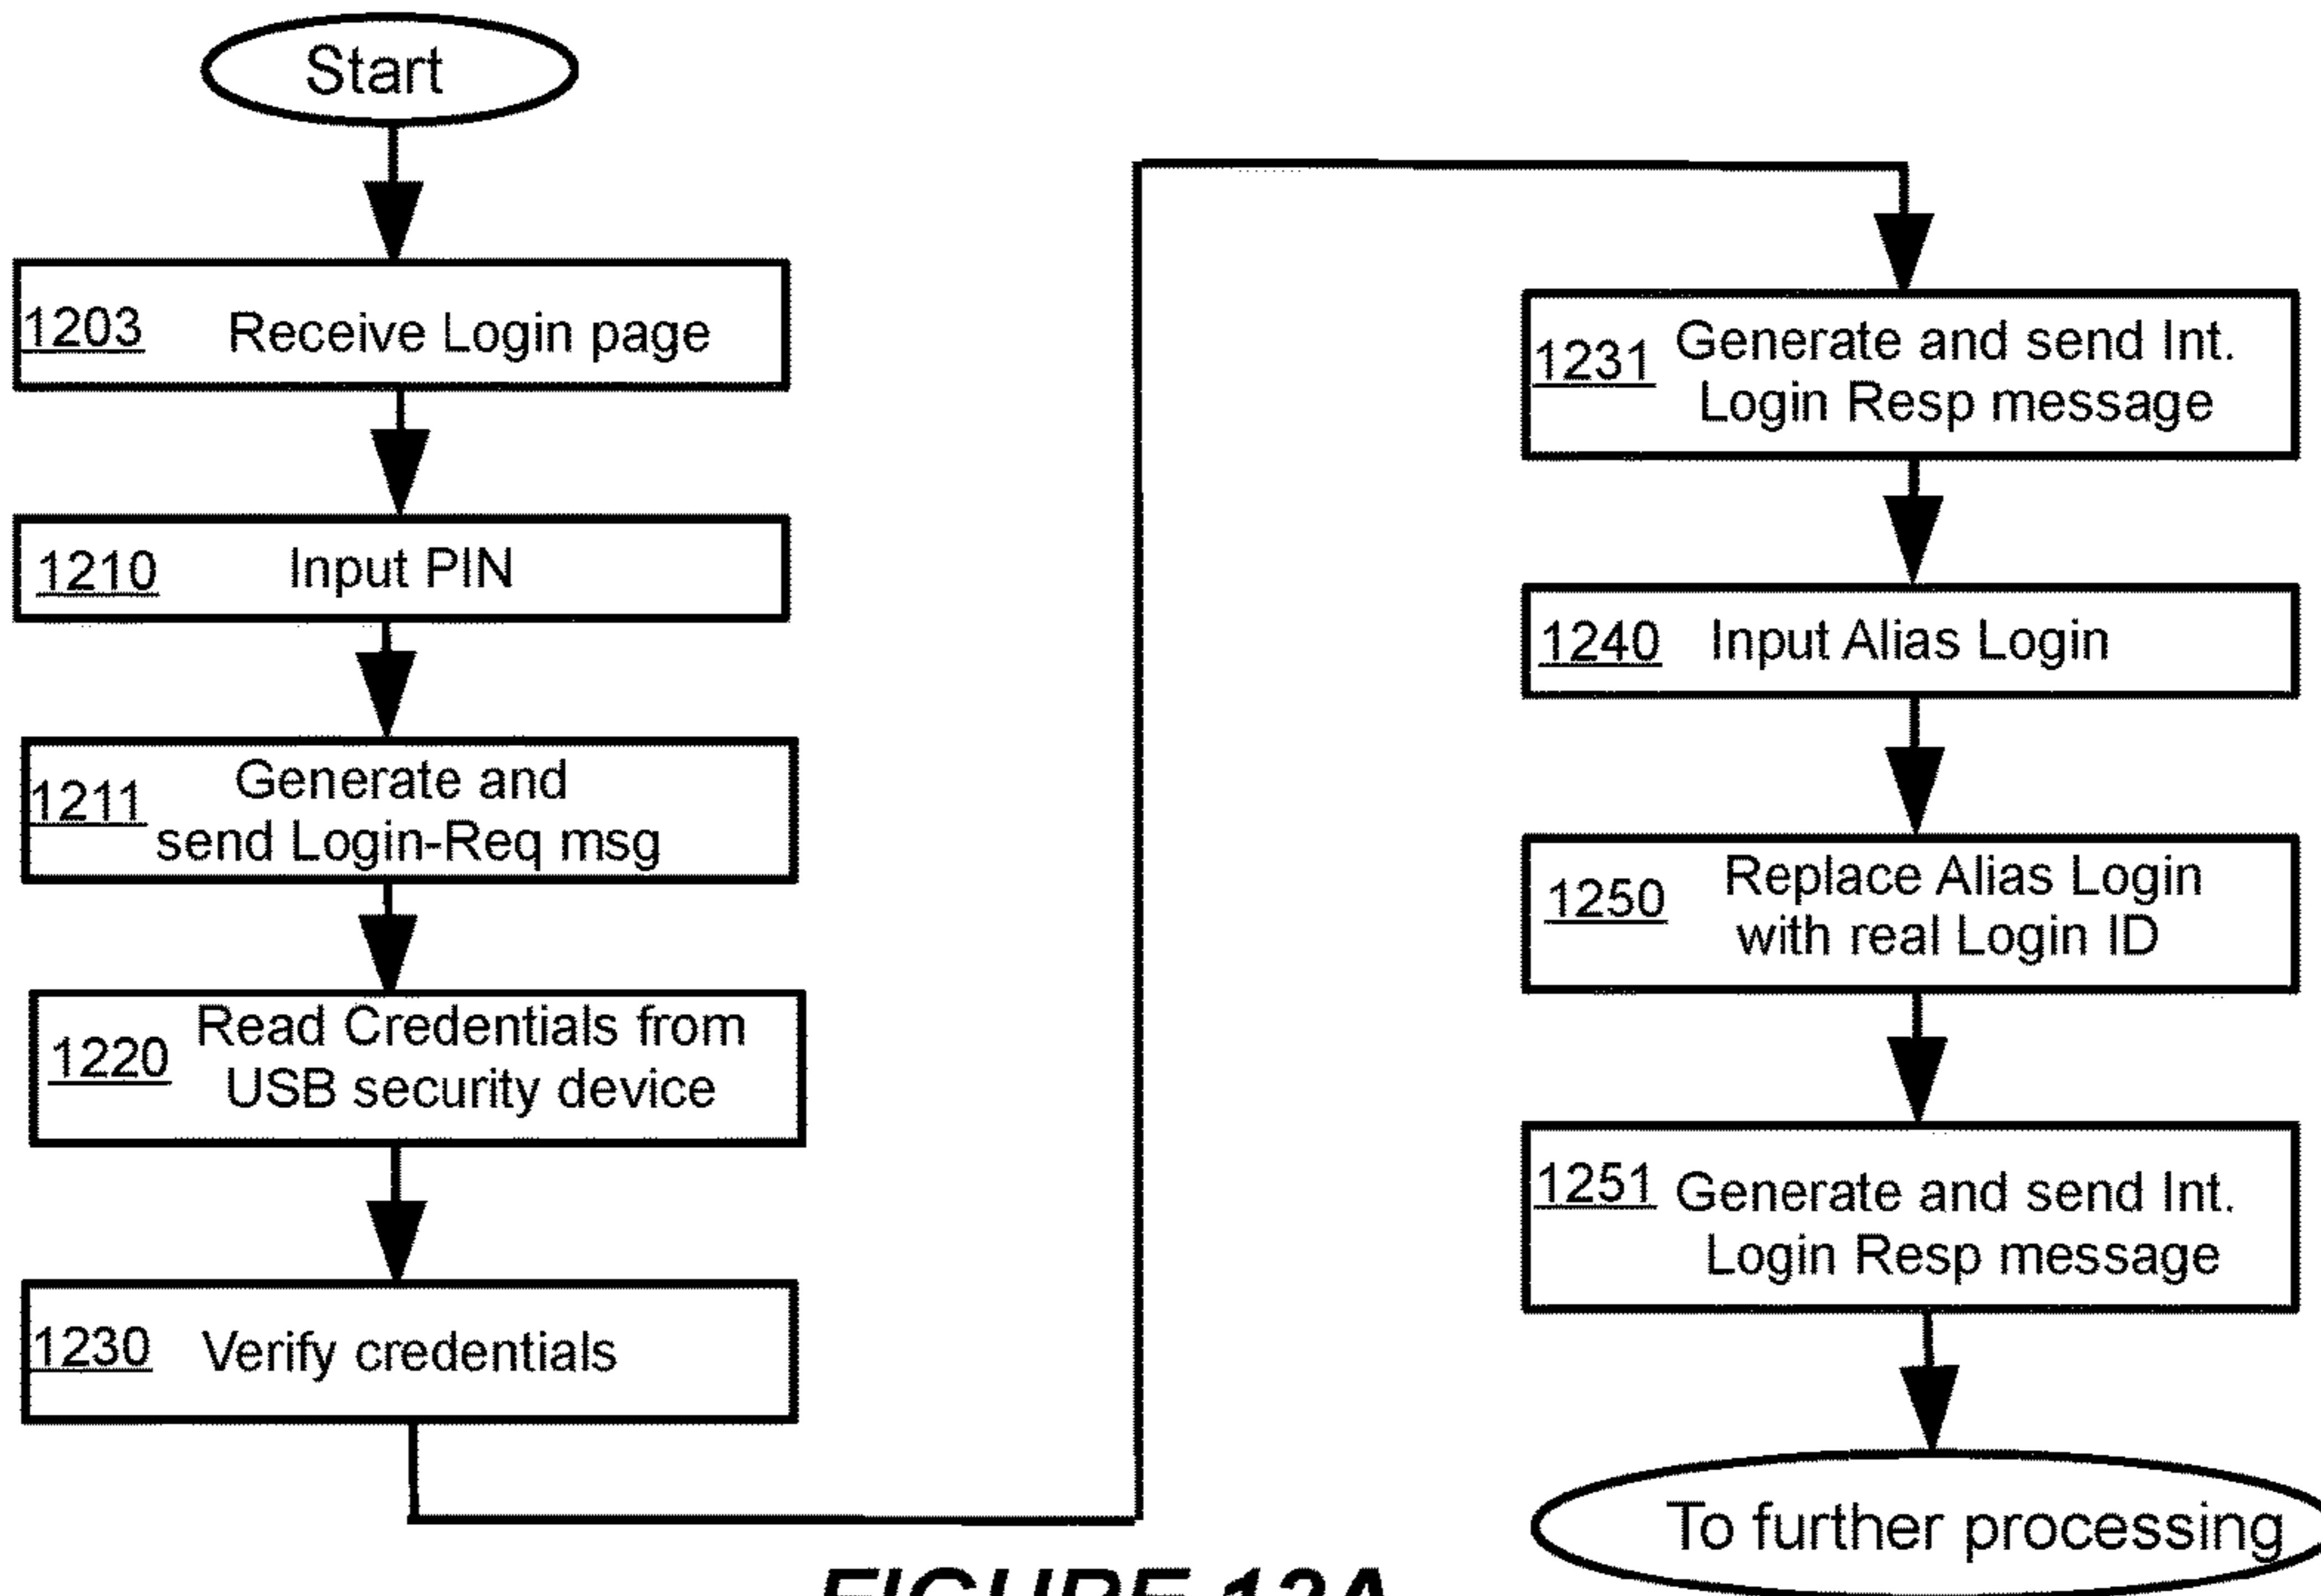 Start
1203 Receive Login page
1210 Input PIN
1211 Generate and
send Login-Req msg
1220 Read Credentials from
USB security device
1230 Verify credentials
1231 Generate and send Int.
Login Resp message
1240 Input Alias Login
1250 Replace Alias Login
with real Login ID
1251 Generate and send Int.
Login Resp message
To further processing
FIGURE 12A